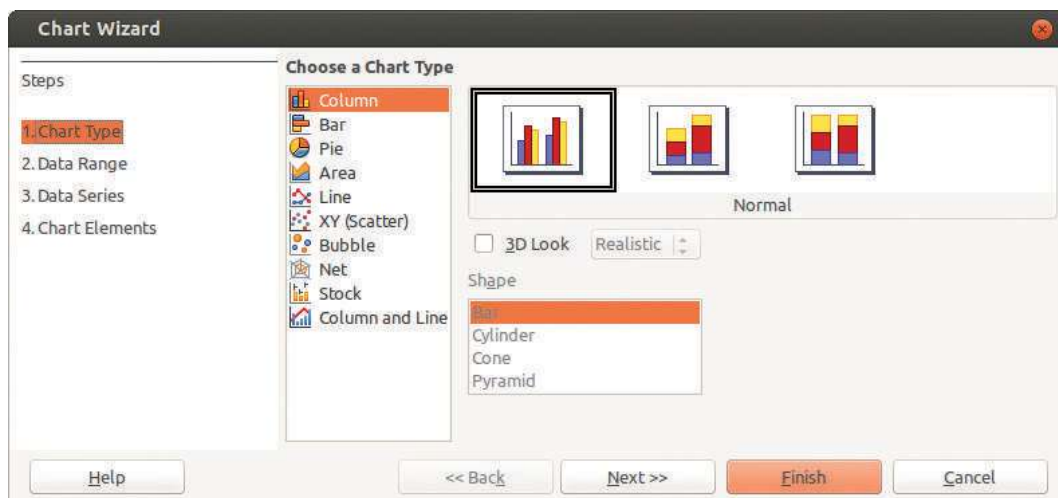 Chart Wizard
Steps
1. Chart Type
2. Data Range
3. Data Series
4. Chart Elements
Choose a Chart Type
Column
Bar
Pie
Area
Line
XY (Scatter)
Bubble
Net
Stock
Column and Line
Normal
3D Look
Realistic
Shape
Bar
Cylinder
Cone
Pyramid
Help
<< Back
Next >>
Finish
Cancel